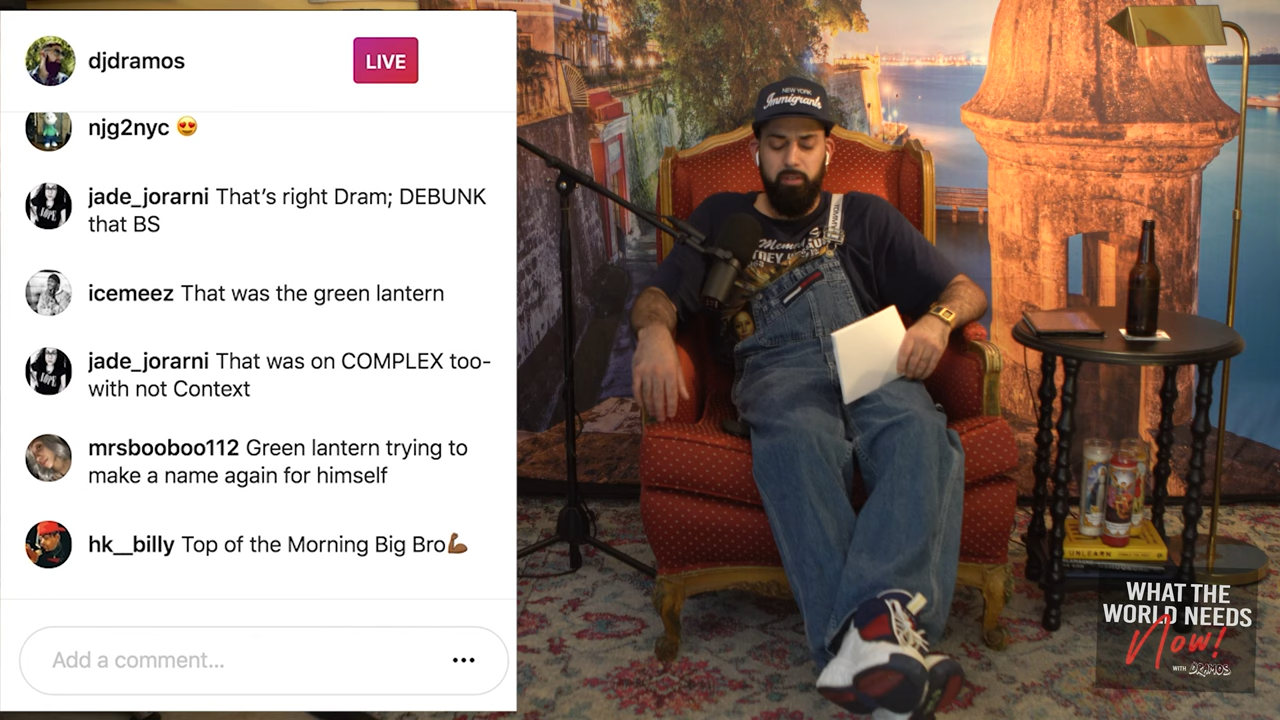 djdramos
LIVE
njg2nyc 😍
jade_jorarni That's right Dram; DEBUNK
that BS
icemeez That was the green lantern
jade_jorarni That was on COMPLEX too-
with not Context
mrsbooboo112 Green lantern trying to
make a name again for himself
hk__billy Top of the Morning Big Bro💪🏾
Add a comment...
NEW YORK
Immigrants
UNLEARN
WHAT THE
WORLD NEEDS
Now!
WITH DRAMOS